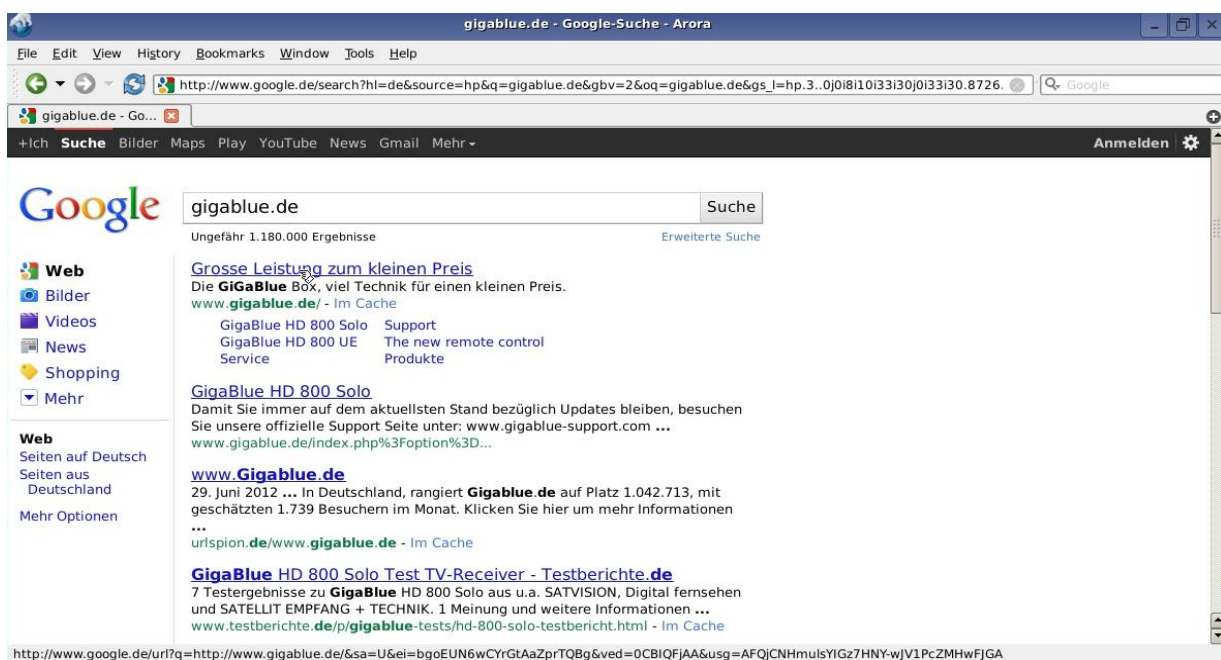 gigablue.de - Google-Suche - Arora
File Edit View History Bookmarks Window Tools Help
http://www.google.de/search?hl=de&source=hp&q=gigablue.de&gbv=2&oq=gigablue.de&gs_l=hp.3..0j0i8i10i33i30j0i33i30.8726. Google
gigablue.de - Go...
+Ich Suche Bilder Maps Play YouTube News Gmail Mehr Anmelden
Google
gigablue.de Suche
Ungefähr 1.180.000 Ergebnisse Erweiterte Suche
Web
Bilder
Videos
News
Shopping
Mehr
Web
Seiten auf Deutsch
Seiten aus
Deutschland
Mehr Optionen
Grosse Leistung zum kleinen Preis
Die GiGaBlue Box, viel Technik für einen kleinen Preis.
www.gigablue.de/ - Im Cache
GigaBlue HD 800 Solo Support
GigaBlue HD 800 UE The new remote control
Service Produkte
GigaBlue HD 800 Solo
Damit Sie immer auf dem aktuellsten Stand bezüglich Updates bleiben, besuchen
Sie unsere offizielle Support Seite unter: www.gigablue-support.com ...
www.gigablue.de/index.php%3Foption%3D...
www.Gigablue.de
29. Juni 2012 ... In Deutschland, rangiert Gigablue.de auf Platz 1.042.713, mit
geschätzten 1.739 Besuchern im Monat. Klicken Sie hier um mehr Informationen
...
urlspion.de/www.gigablue.de - Im Cache
GigaBlue HD 800 Solo Test TV-Receiver - Testberichte.de
7 Testergebnisse zu GigaBlue HD 800 Solo aus u.a. SATVISION, Digital fernsehen
und SATELLIT EMPFANG + TECHNIK. 1 Meinung und weitere Informationen ...
www.testberichte.de/p/gigablue-tests/hd-800-solo-testbericht.html - Im Cache
http://www.google.de/url?q=http://www.gigablue.de/&sa=U&ei=bgoEUN6wCYrGtAaZprTQBg&ved=0CBIQFjAA&usg=AFQjCNHmulsYIGz7HNY-wJV1PcZMHwFJGA